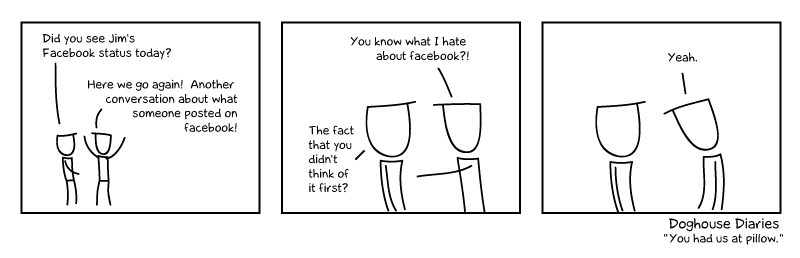 Did you see Jim's
Facebook status today?
Here we go again! Another
conversation about what
someone posted on
facebook!
You know what I hate
about facebook?!
The fact
that you
didn't
think of
it first?
Yeah.
Doghouse Diaries
"You had us at pillow."